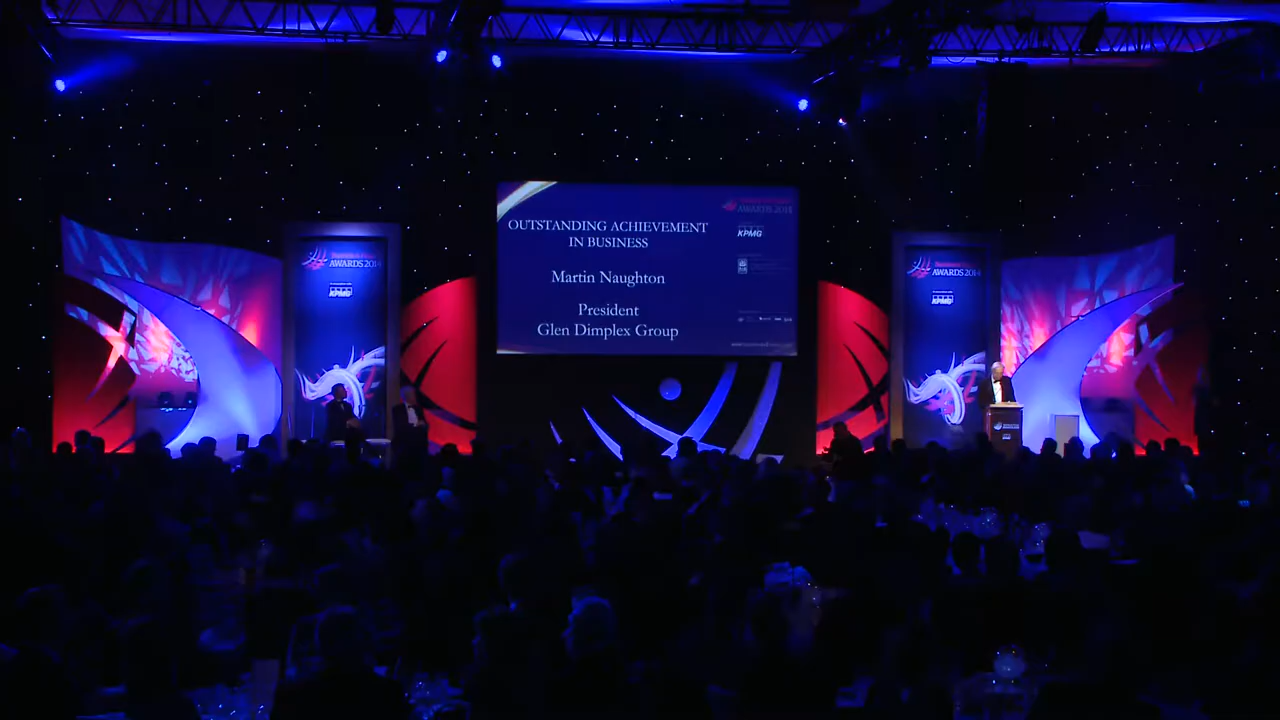 OUTSTANDING ACHIEVEMENT
IN BUSINESS
Martin Naughton
President
Glen Dimplex Group
AWARDS 2014
KPMG
AWARDS 2014
KPMG
AWARDS 2014
KPMG